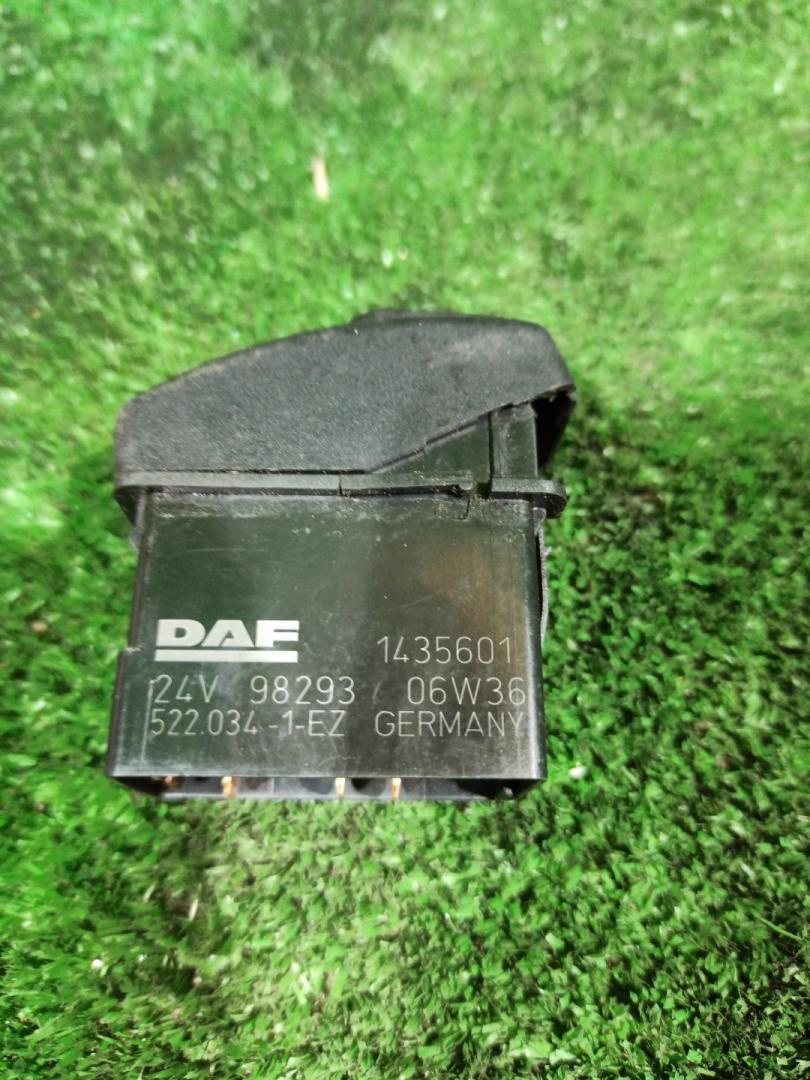 DAF 1435601
24V 98293 06W36
522.034-1-EZ GERMANY